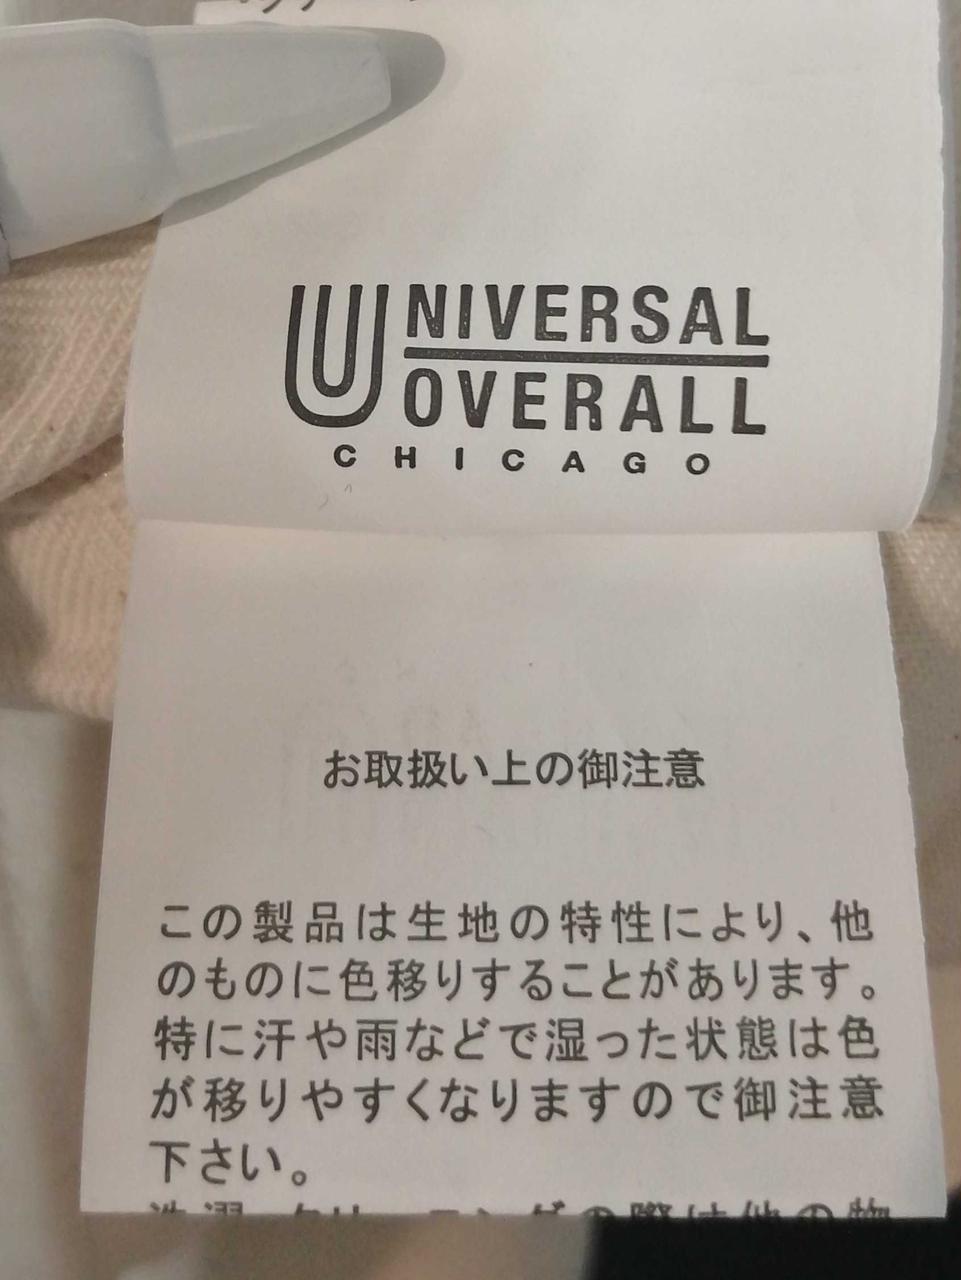 UNIVERSAL
OVERALL
CHICAGO
お取扱い上の御注意
この製品は生地の特性により、他
のものに色移りすることがあります。
特に汗や雨などで湿った状態は色
が移りやすくなりますので御注意
下さい。